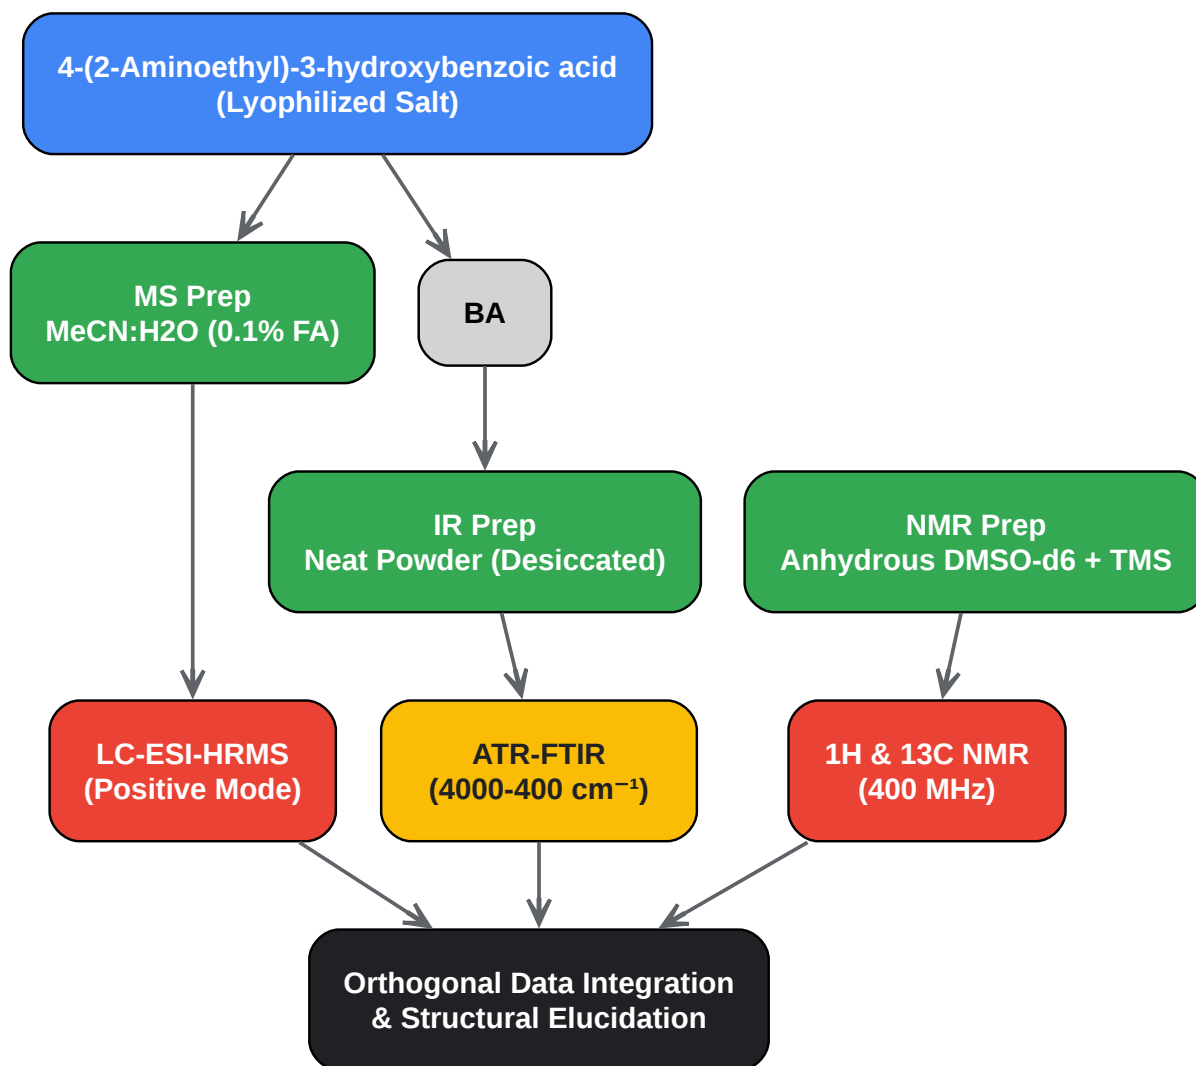 4-(2-Aminoethyl)-3-hydroxybenzoic acid
(Lyophilized Salt)
MS Prep
MeCN:H2O (0.1% FA)
BA
IR Prep
Neat Powder (Desiccated)
NMR Prep
Anhydrous DMSO-d6 + TMS
LC-ESI-HRMS
(Positive Mode)
ATR-FTIR
(4000-400 cm⁻¹)
1H & 13C NMR
(400 MHz)
Orthogonal Data Integration
& Structural Elucidation